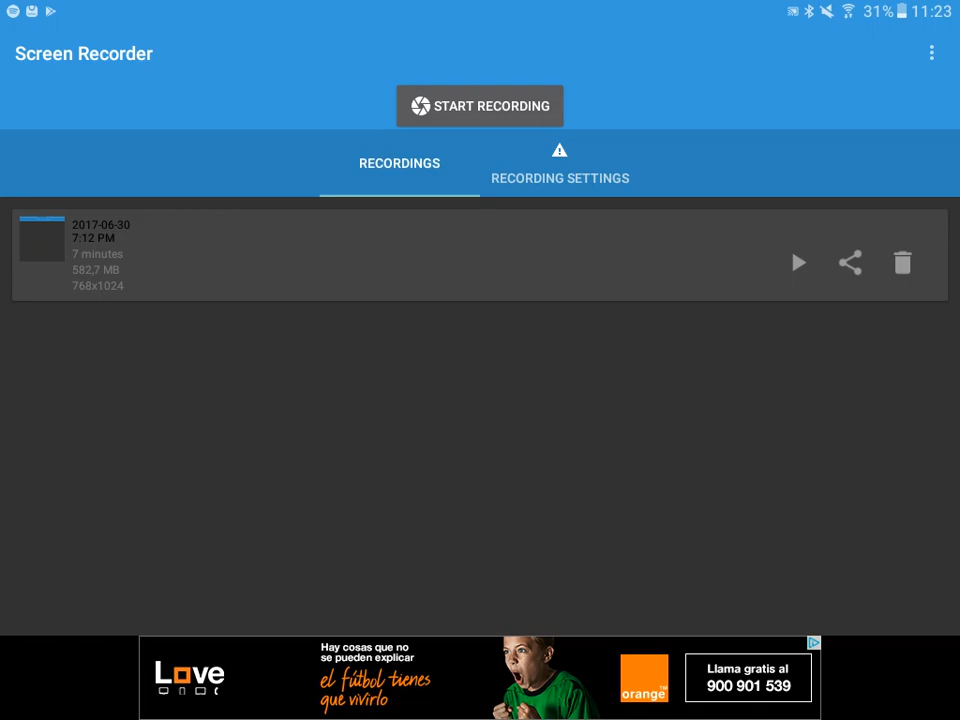 31% 11:23
Screen Recorder
START RECORDING
RECORDINGS
RECORDING SETTINGS
2017-06-30
7:12 PM
7 minutes
582,7 MB
768x1024
Love
Hay cosas que no
se pueden explicar
el fútbol tienes
que vivirlo
orange™
Llama gratis al
900 901 539